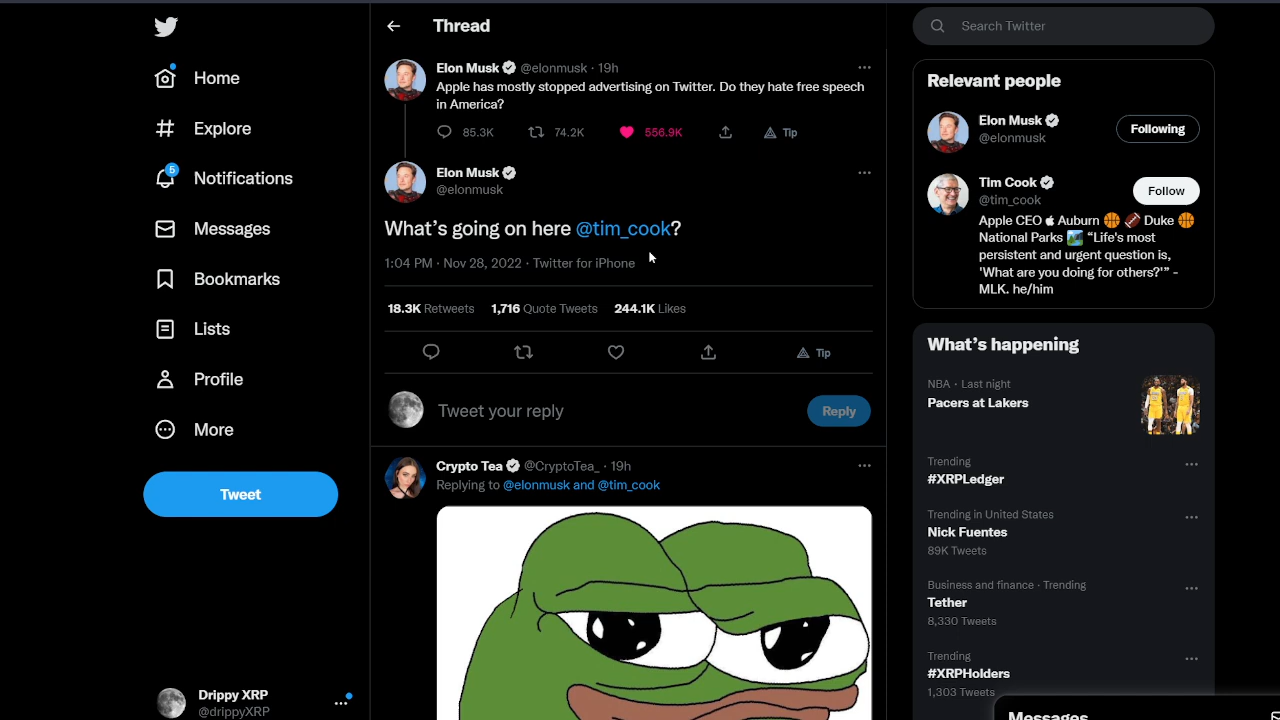 Home
Explore
5
Notifications
Messages
Bookmarks
Lists
Profile
More
Tweet
Drippy XRP
@drippyXRP
Thread
Elon Musk @elonmusk · 19h
Apple has mostly stopped advertising on Twitter. Do they hate free speech
in America?
85.3K 74.2K 556.9K Tip
Elon Musk
@elonmusk
What's going on here @tim_cook?
1:04 PM · Nov 28, 2022 · Twitter for iPhone
18.3K Retweets 1,716 Quote Tweets 244.1K Likes
Tip
Tweet your reply
Reply
Crypto Tea @CryptoTea_ · 19h
Replying to @elonmusk and @tim_cook
Search Twitter
Relevant people
Elon Musk
@elonmusk
Following
Tim Cook
@tim_cook
Follow
Apple CEO Auburn 🏀 🏈 Duke 🏀
National Parks 🏞️ “Life's most
persistent and urgent question is,
'What are you doing for others?'” -
MLK. he/him
What's happening
NBA · Last night
Pacers at Lakers
Trending
#XRPLedger
Trending in United States
Nick Fuentes
89K Tweets
Business and finance · Trending
Tether
8,330 Tweets
Trending
#XRPHolders
1,303 Tweets
Messages